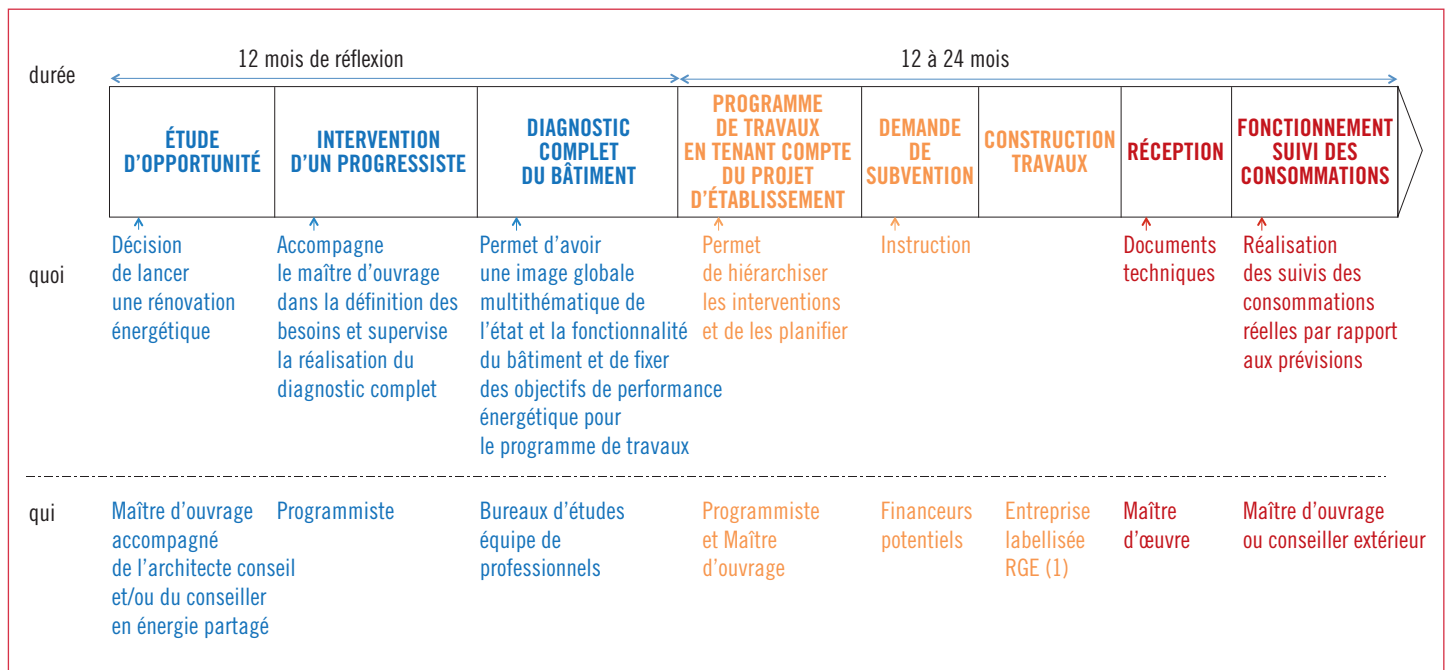 durée
12 mois de réflexion
12 à 24 mois
ÉTUDE
D'OPPORTUNITÉ
INTERVENTION
D'UN PROGRESSISTE
DIAGNOSTIC
COMPLET
DU BÂTIMENT
PROGRAMME
DE TRAVAUX
EN TENANT COMPTE
DU PROJET
D'ÉTABLISSEMENT
DEMANDE
DE
SUBVENTION
CONSTRUCTION
TRAVAUX
RÉCEPTION
FONCTIONNEMENT
SUIVI DES
CONSOMMATIONS
quoi
Décision
de lancer
une rénovation
énergétique
Accompagne
le maître d'ouvrage
dans la définition des
besoins et supervise
la réalisation du
diagnostic complet
Permet d'avoir
une image globale
multithématique de
l'état et la fonctionnalité
du bâtiment et de fixer
des objectifs de performance
énergétique pour
le programme de travaux
Permet
de hiérarchiser
les interventions
et de les planifier
Instruction
Documents
techniques
Réalisation
des suivis des
consommations
réelles par rapport
aux prévisions
qui
Maître d'ouvrage
accompagné
de l'architecte conseil
et/ou du conseiller
en énergie partagé
Programmiste
Bureaux d'études
équipe de
professionnels
Programmiste
et Maître
d'ouvrage
Financeurs
potentiels
Entreprise
labellisée
RGE (1)
Maître
d'œuvre
Maître d'ouvrage
ou conseiller extérieur